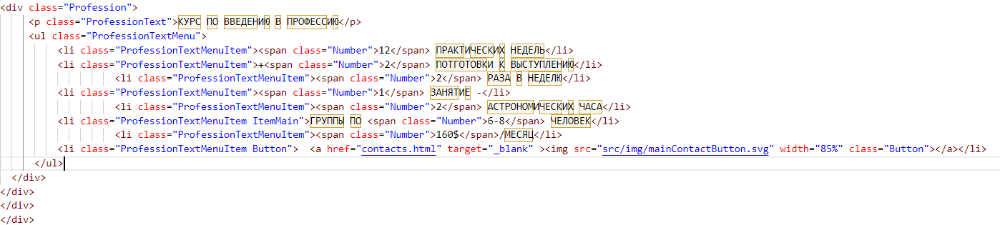 <div class="Profession">
<p class="ProfessionText">КУРС ПО ВВЕДЕНИЮ В ПРОФЕССИЮ</p>
<ul class="ProfessionTextMenu">
<li class="ProfessionTextMenuItem"><span class="Number">12</span> ПРАКТИЧЕСКИХ НЕДЕЛЬ</li>
<li class="ProfessionTextMenuItem">+<span class="Number">2</span> ПОТГОТОВКИ К ВЫСТУПЛЕНИЮ</li>
<li class="ProfessionTextMenuItem"><span class="Number">2</span> РАЗА В НЕДЕЛЮ</li>
<li class="ProfessionTextMenuItem"><span class="Number">1</span> ЗАНЯТИЕ -</li>
<li class="ProfessionTextMenuItem"><span class="Number">2</span> АСТРОНОМИЧЕСКИХ ЧАСА</li>
<li class="ProfessionTextMenuItem ItemMain">ГРУППЫ ПО <span class="Number">6-8</span> ЧЕЛОВЕК</li>
<li class="ProfessionTextMenuItem"><span class="Number">160$</span>/МЕСЯЦ</li>
<li class="ProfessionTextMenuItem Button">  <a href="contacts.html" target="_blank" ><img src="src/img/mainContactButton.svg" width="85%" class="Button"></a></li>
</ul>
</div>
</div>
</div>
</div>